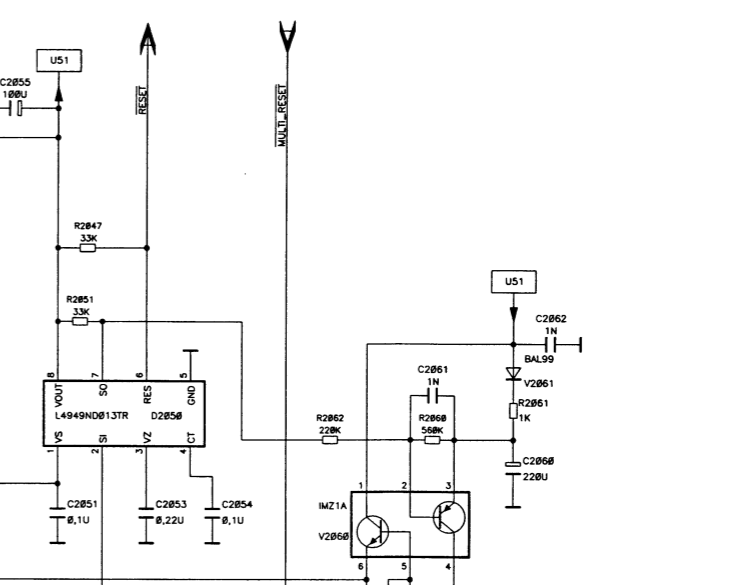 U51
C2055
100U
RESET
MULTI_RESET
R2047
33K
R2051
33K
U51
C2062
1N
BAL99
V2061
R2061
1K
C2061
1N
R2062
220K
R2060
560K
C2060
220U
8
7
6
5
VOUT
SO
RES
GND
L4949ND013TR
D2050
VS
SI
VZ
CT
1
2
3
4
C2051
0,1U
C2053
0,22U
C2054
0,1U
1
2
3
IMZ1A
V2060
6
5
4